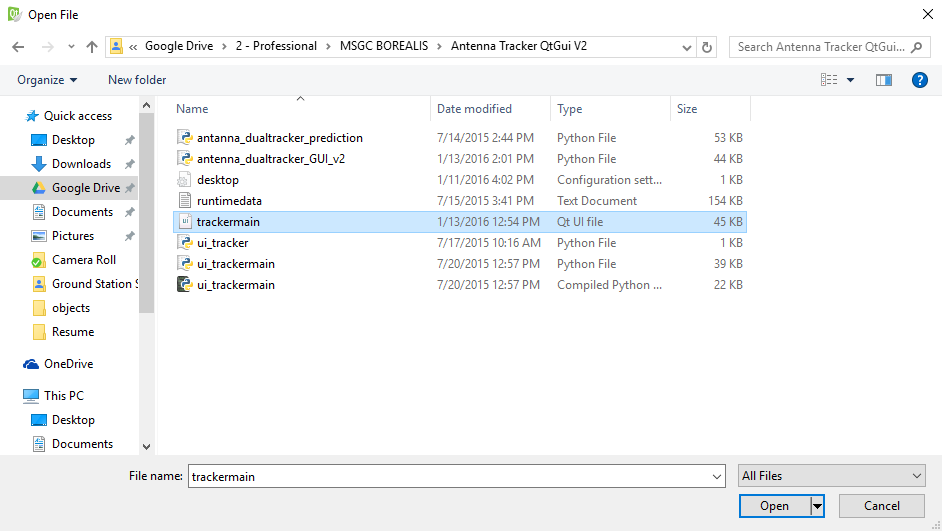 Open File
« Google Drive > 2 - Professional > MSGC BOREALIS > Antenna Tracker QtGui V2
Search Antenna Tracker QtGui...
Organize New folder
Quick access
Desktop
Downloads
Google Drive
Documents
Pictures
Camera Roll
Ground Station S
objects
Resume
OneDrive
This PC
Desktop
Documents
Name Date modified Type Size
antanna_dualtracker_prediction 7/14/2015 2:44 PM Python File 53 KB
antenna_dualtracker_GUI_v2 1/13/2016 2:01 PM Python File 44 KB
desktop 1/11/2016 4:02 PM Configuration sett... 1 KB
runtimedata 7/15/2015 3:41 PM Text Document 154 KB
trackermain 1/13/2016 12:54 PM Qt UI file 45 KB
ui_tracker 7/17/2015 10:16 AM Python File 1 KB
ui_trackermain 7/20/2015 12:57 PM Python File 39 KB
ui_trackermain 7/20/2015 12:57 PM Compiled Python ... 22 KB
File name: trackermain All Files
Open Cancel